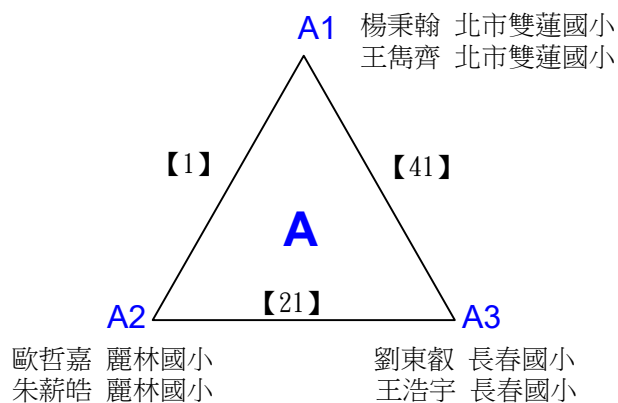 A1 楊秉翰 北市雙蓮國小
王雋齊 北市雙蓮國小
【1】
【41】
A
【21】
A2
A3
歐哲嘉 麗林國小
朱薪皓 麗林國小
劉東叡 長春國小
王浩宇 長春國小